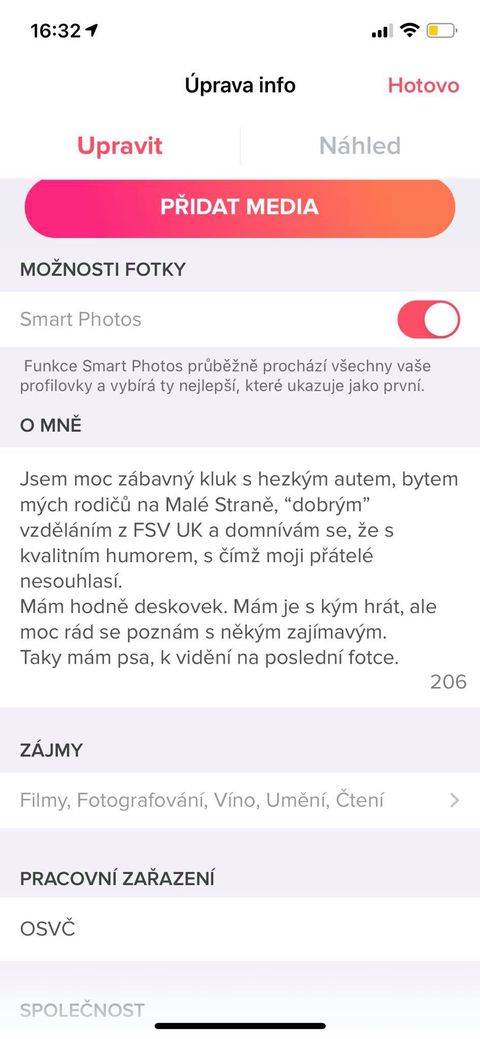 16:32
Úprava info
Hotovo
Upravit
Náhled
PŘIDAT MEDIA
MOŽNOSTI FOTKY
Smart Photos
Funkce Smart Photos průběžně prochází všechny vaše
profilovky a vybírá ty nejlepší, které ukazuje jako první.
O MNĚ
Jsem moc zábavný kluk s hezkým autem, bytem
mých rodičů na Malé Straně, “dobrým”
vzděláním z FSV UK a domnívám se, že s
kvalitním humorem, s čímž moji přátelé
nesouhlasí.
Mám hodně deskovek. Mám je s kým hrát, ale
moc rád se poznám s někým zajímavým.
Taky mám psa, k vidění na poslední fotce.
206
ZÁJMY
Filmy, Fotografování, Víno, Umění, Čtení
PRACOVNÍ ZAŘAZENÍ
OSVČ
SPOLEČNOST